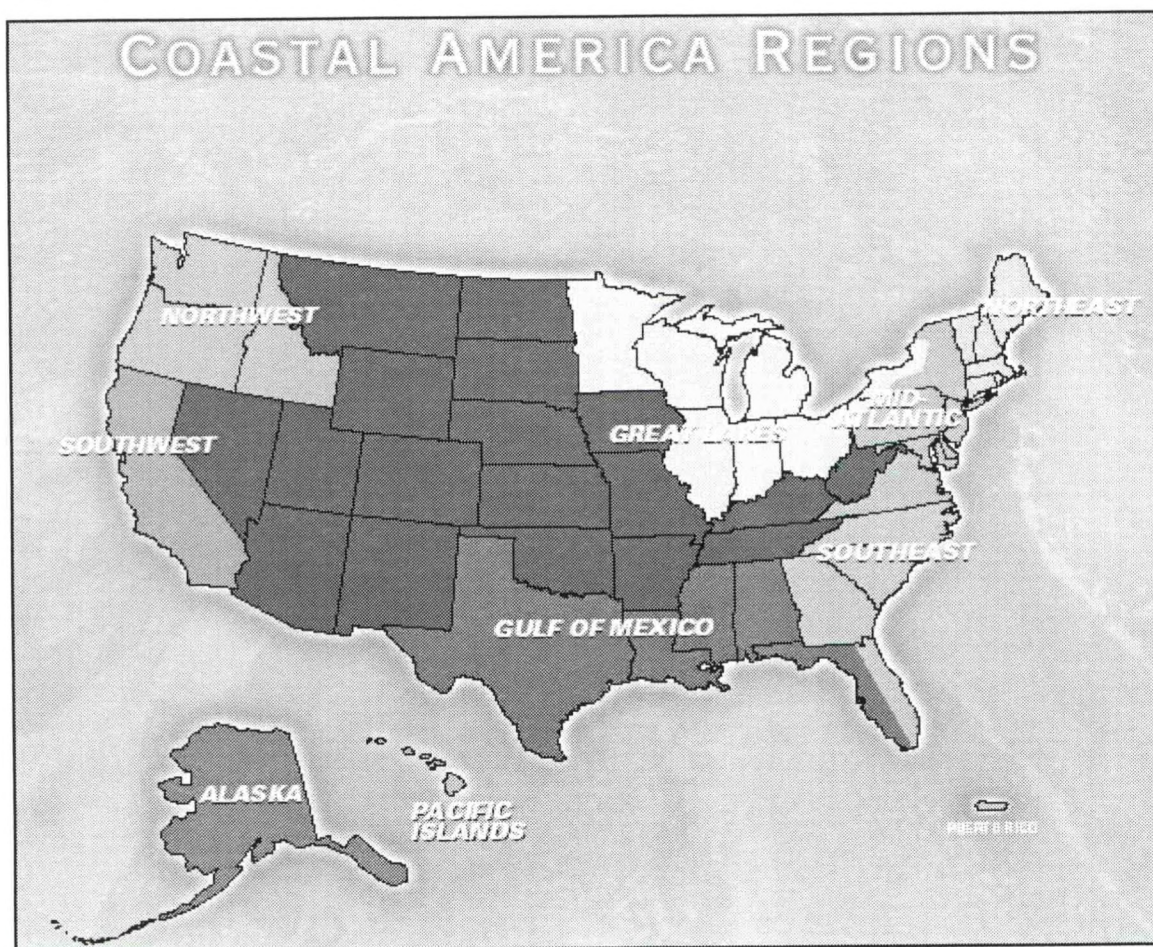 COASTAL AMERICA REGIONS
NORTHWEST
NORTHEAST
MID-
ATLANTIC
SOUTHWEST
GREAT LAKES
SOUTHEAST
GULF OF MEXICO
ALASKA
PACIFIC
ISLANDS
PUERTO RICO